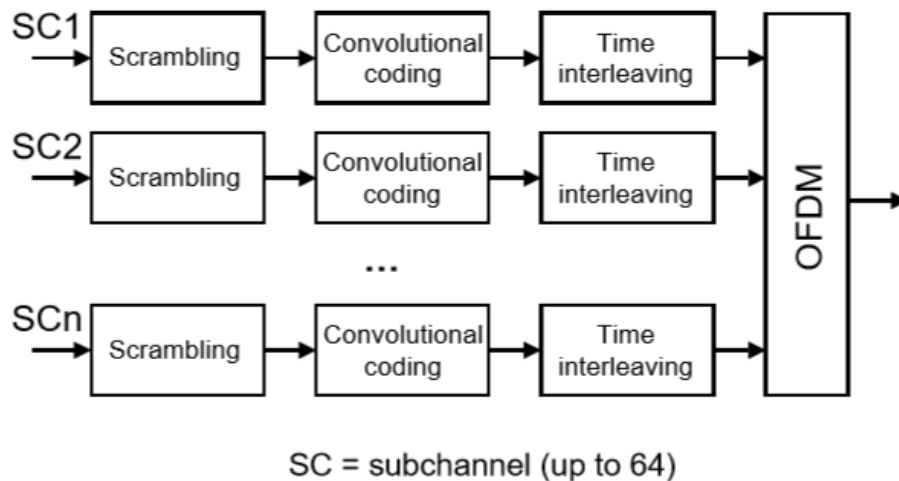 SC1
Scrambling
Convolutional
coding
Time
interleaving
SC2
Scrambling
Convolutional
coding
Time
interleaving
OFDM
...
SCn
Scrambling
Convolutional
coding
Time
interleaving
SC = subchannel (up to 64)